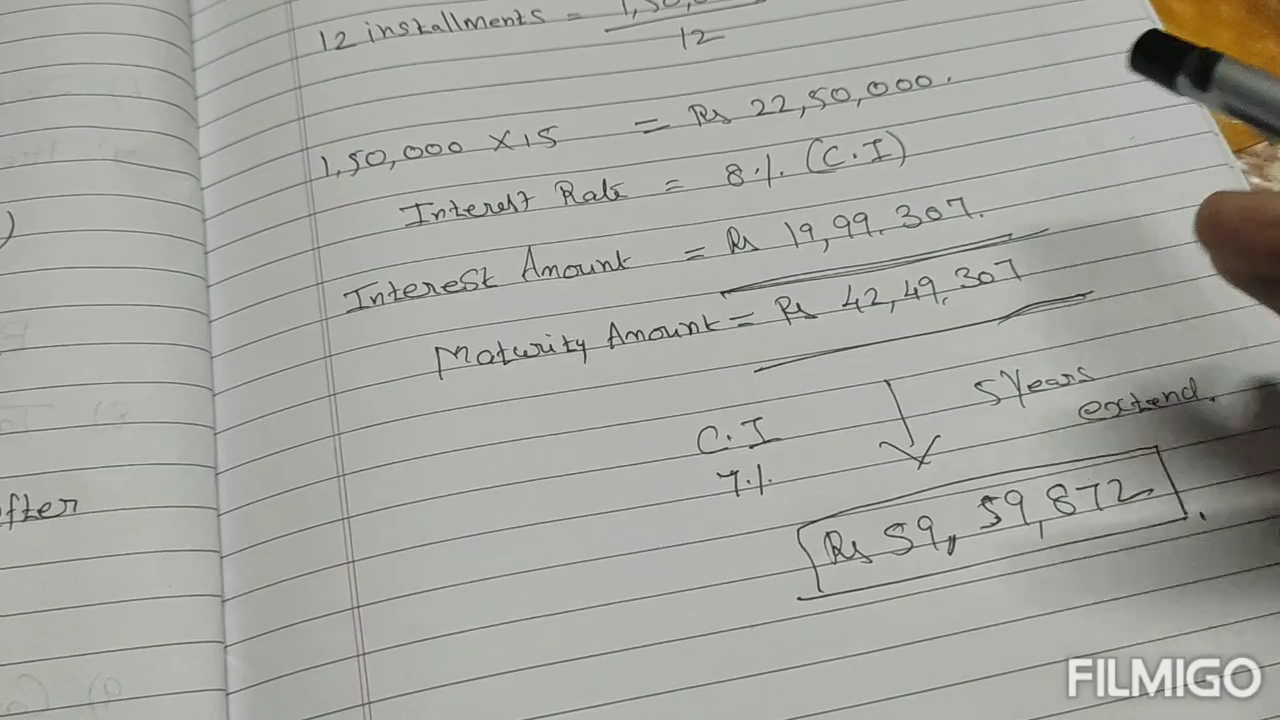 12 installments =
12
1,50,000 × 15 = Rs 22,50,000.
Interest Rate = 8% (C.I)
Interest Amount = Rs 19,99,307.
Maturity Amount = Rs 42,49,307
5 Years
extend.
C.I
7%
Rs 59,59,872.
after
FILMIGO